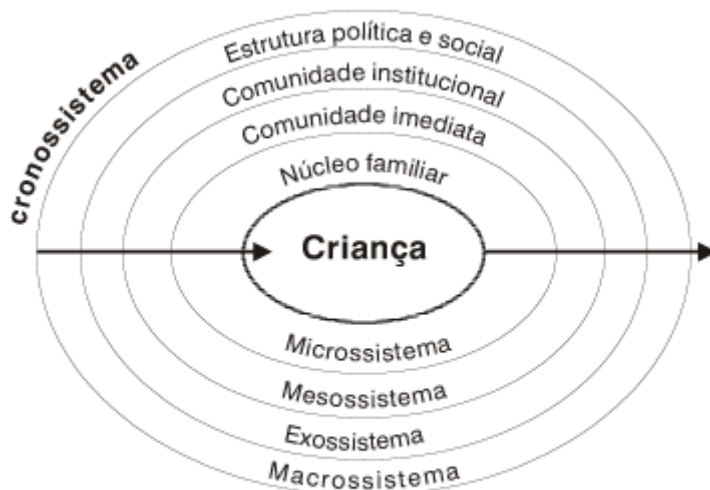 Estrutura política e social
cronossistema
Comunidade institucional
Comunidade imediata
Núcleo familiar
Criança
Microssistema
Mesossistema
Exossistema
Macrossistema